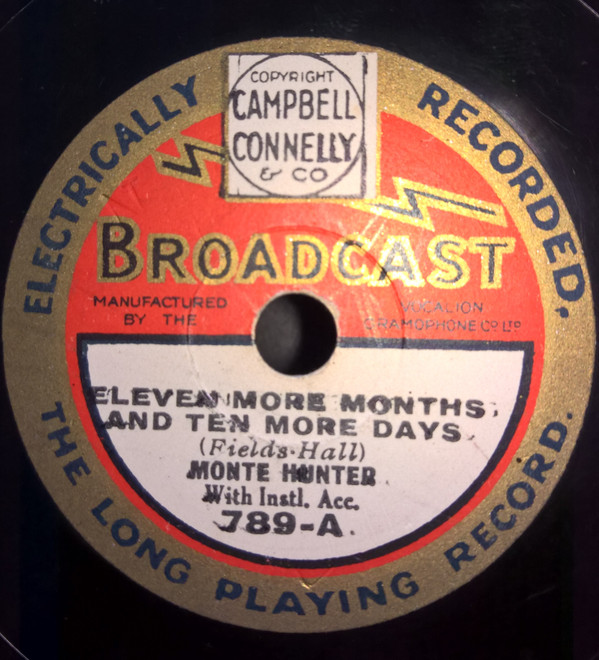 ELECTRICALLY RECORDED,
COPYRIGHT
CAMPBELL
CONNELLY
& CO
BROADCAST
MANUFACTURED
BY THE
VOCALION
GRAMOPHONE CO LTD
ELEVEN MORE MONTHS,
AND TEN MORE DAYS.
(Fields-Hall)
MONTE HUNTER
With Instl. Acc.
789-A.
THE LONG PLAYING RECORD.